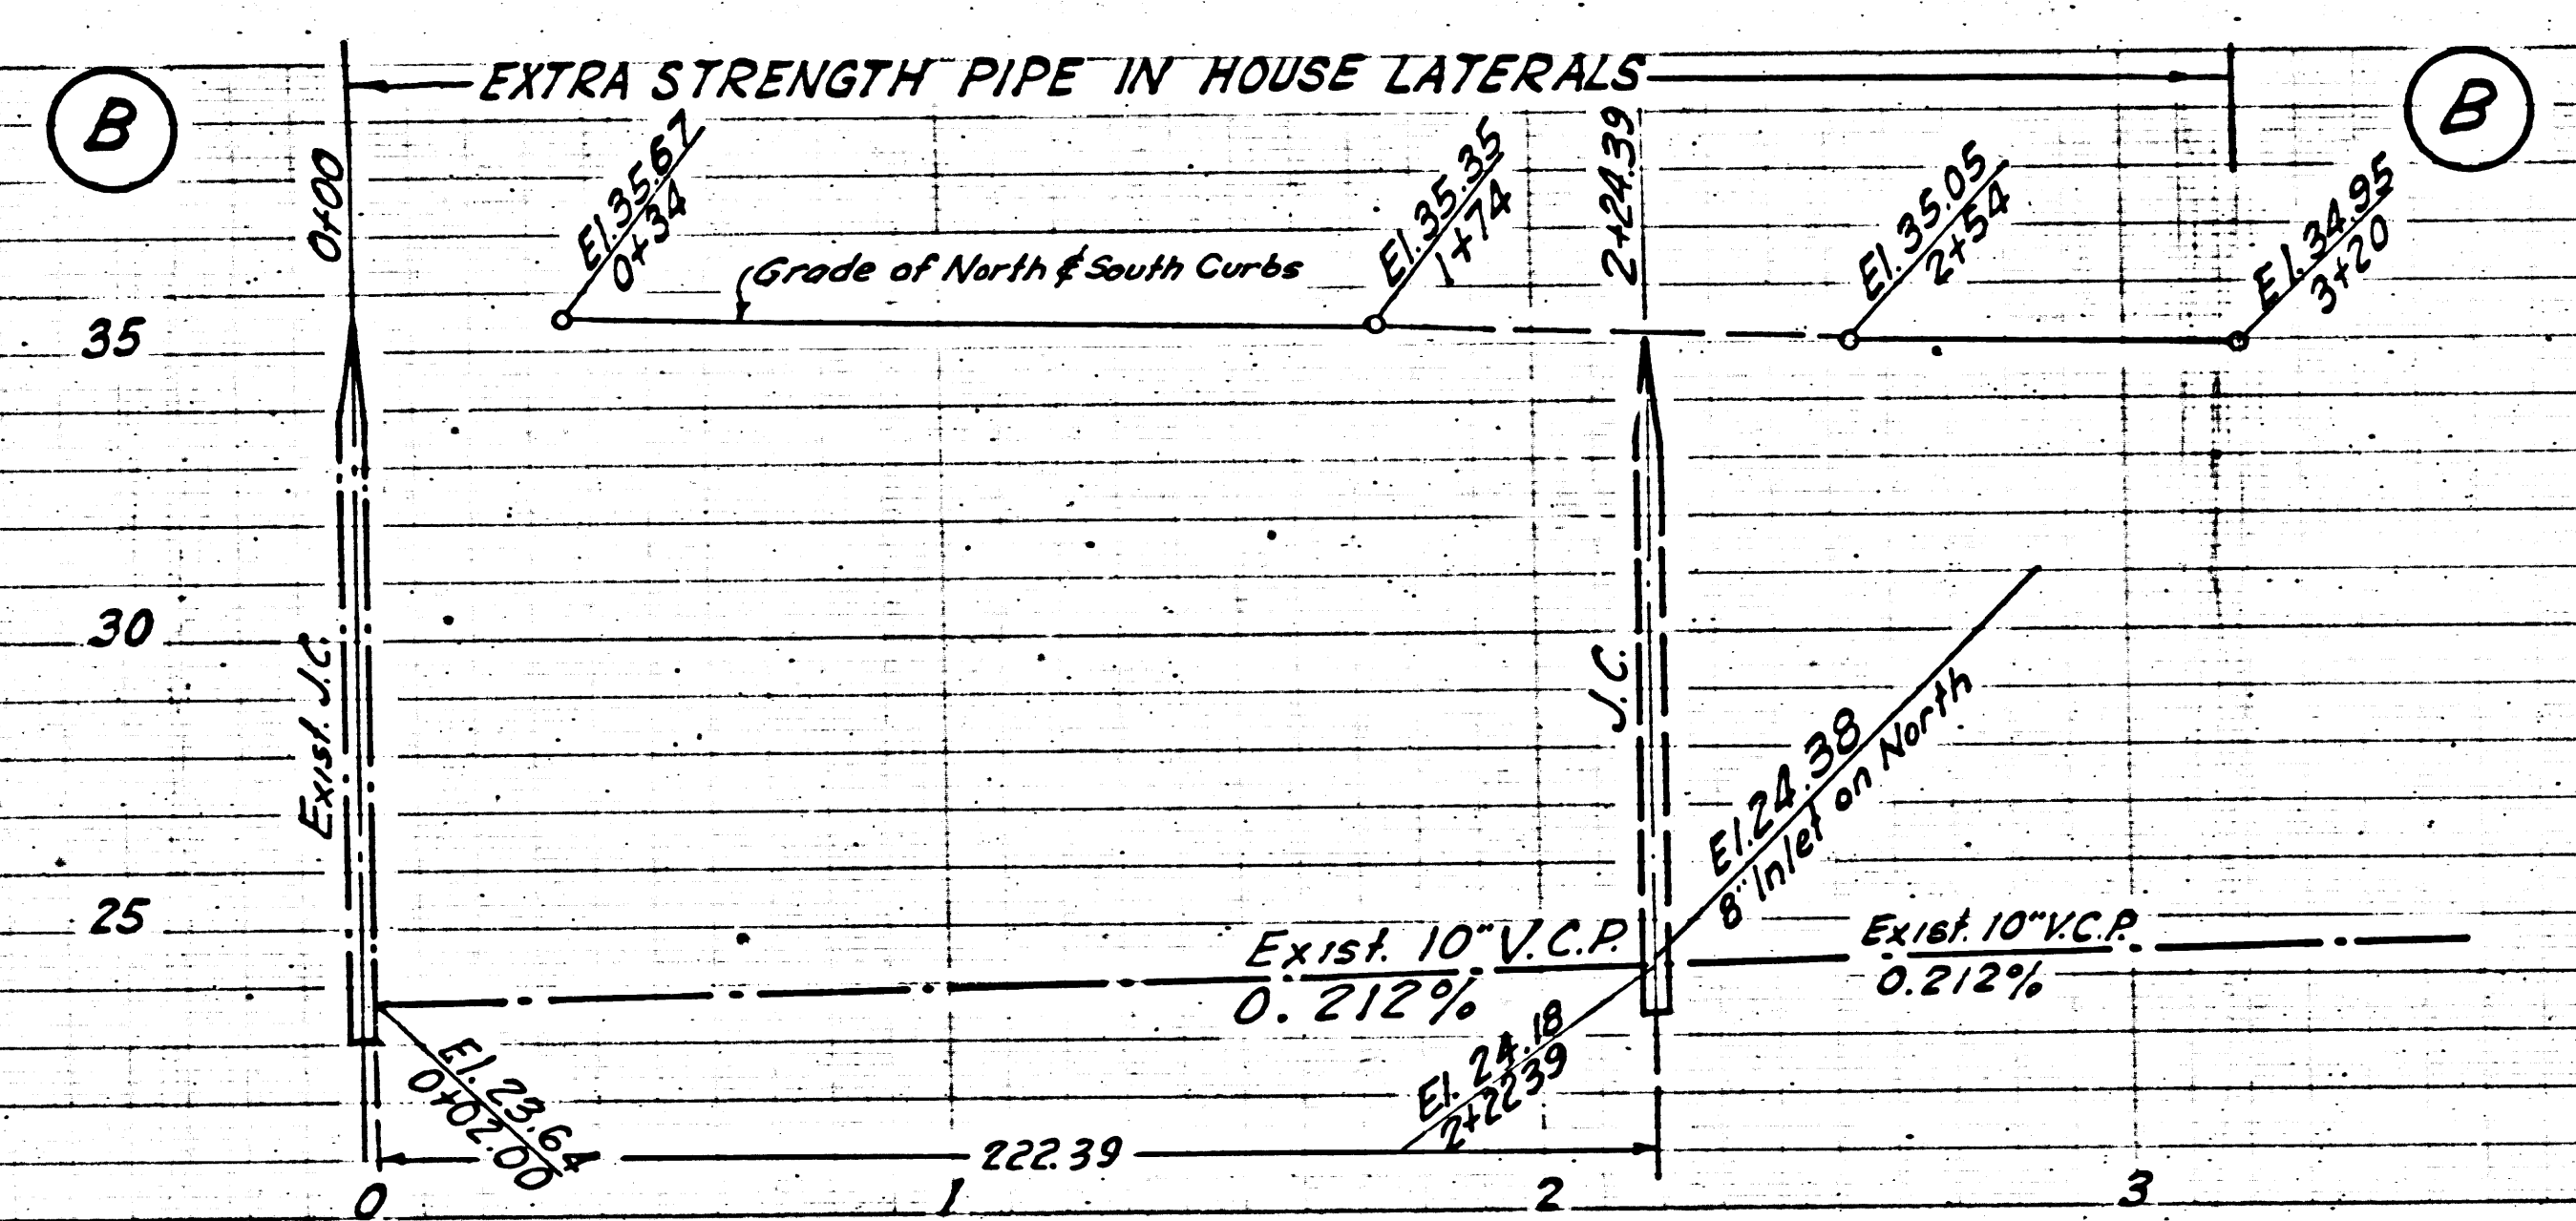 B
EXTRA STRENGTH PIPE IN HOUSE LATERALS
B
0+00
El. 35.67
0+34
Grade of North & South Curbs
El. 35.35
1+74
2+24.39
El. 35.05
2+54
El. 34.95
3+20
35
30
25
Exist. J.C.
J.C.
El. 24.38
8" Inlet on North
Exist. 10" V.C.P.
0.212%
Exist. 10" V.C.P.
0.212%
El. 23.64
0+02.00
El. 24.18
2+2239
222.39
0
1
2
3